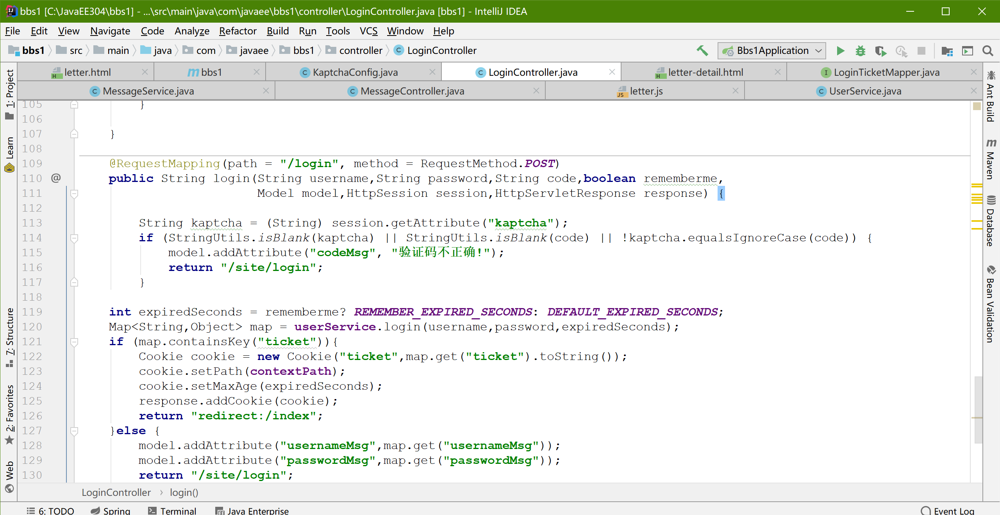 bbs1 [C:\JavaEE304\bbs1] - ...\src\main\java\com\javaee\bbs1\controller\LoginController.java [bbs1] - IntelliJ IDEA
File Edit View Navigate Code Analyze Refactor Build Run Tools VCS Window Help
bbs1 src main java com javaee bbs1 controller LoginController Bbs1Application
letter.html bbs1 KaptchaConfig.java LoginController.java letter-detail.html LoginTicketMapper.java
MessageService.java MessageController.java letter.js UserService.java
1: Project
Learn
7: Structure
2: Favorites
Web
105 }
106
107 }
108
109 @RequestMapping(path = "/login", method = RequestMethod.POST)
110 @ public String login(String username,String password,String code,boolean rememberme,
111 Model model,HttpSession session,HttpServletResponse response) {
112
113 String kaptcha = (String) session.getAttribute("kaptcha");
114 if (StringUtils.isBlank(kaptcha) || StringUtils.isBlank(code) || !kaptcha.equalsIgnoreCase(code)) {
115 model.addAttribute("codeMsg", "验证码不正确!");
116 return "/site/login";
117 }
118
119 int expiredSeconds = rememberme? REMEMBER_EXPIRED_SECONDS: DEFAULT_EXPIRED_SECONDS;
120 Map<String,Object> map = userService.login(username,password,expiredSeconds);
121 if (map.containsKey("ticket")){
122 Cookie cookie = new Cookie("ticket",map.get("ticket").toString());
123 cookie.setPath(contextPath);
124 cookie.setMaxAge(expiredSeconds);
125 response.addCookie(cookie);
126 return "redirect:/index";
127 }else {
128 model.addAttribute("usernameMsg",map.get("usernameMsg"));
129 model.addAttribute("passwordMsg",map.get("passwordMsg"));
130 return "/site/login";
Ant Build
Maven
Database
Bean Validation
LoginController › login()
6: TODO Spring Terminal Java Enterprise Event Log